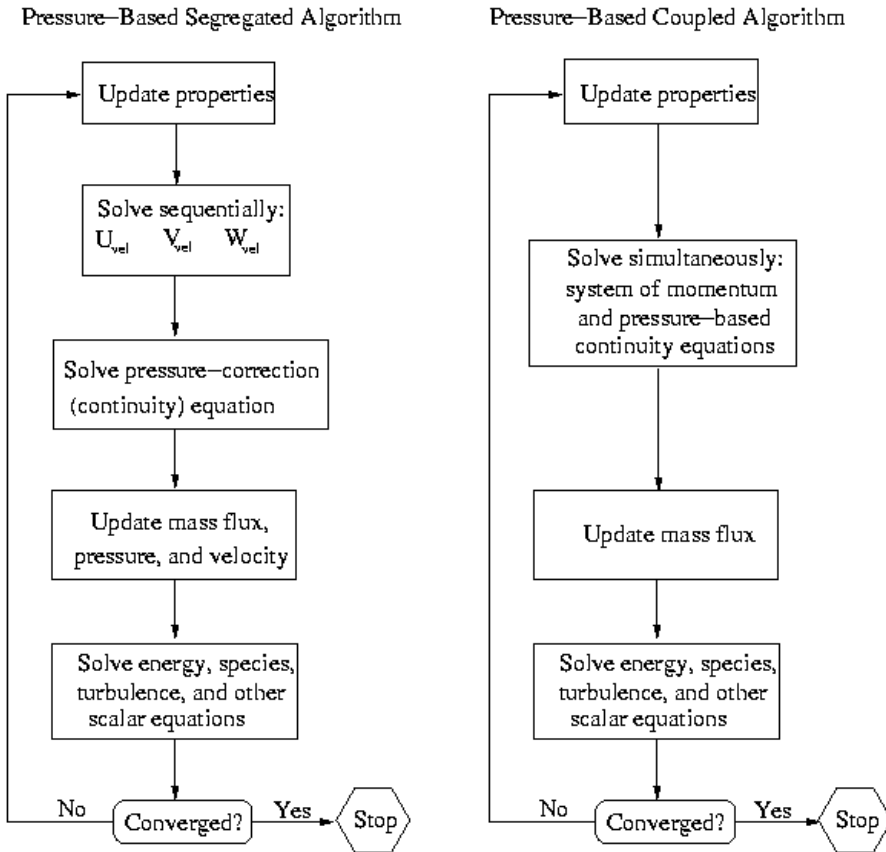 Pressure-Based Segregated Algorithm
Update properties
Solve sequentially:
U_vel V_vel W_vel
Solve pressure-correction
(continuity) equation
Update mass flux,
pressure, and velocity
Solve energy, species,
turbulence, and other
scalar equations
No
Converged?
Yes
Stop
Pressure-Based Coupled Algorithm
Update properties
Solve simultaneously:
system of momentum
and pressure-based
continuity equations
Update mass flux
Solve energy, species,
turbulence, and other
scalar equations
No
Converged?
Yes
Stop